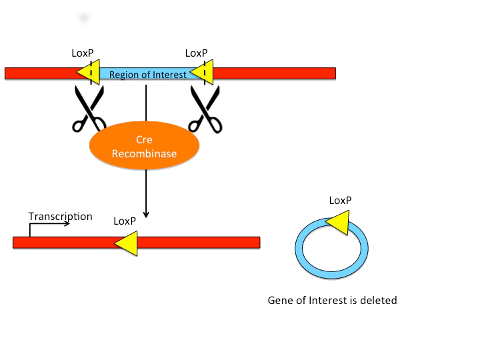 LoxP
LoxP
Region of Interest
Cre
Recombinase
Transcription
LoxP
LoxP
Gene of Interest is deleted